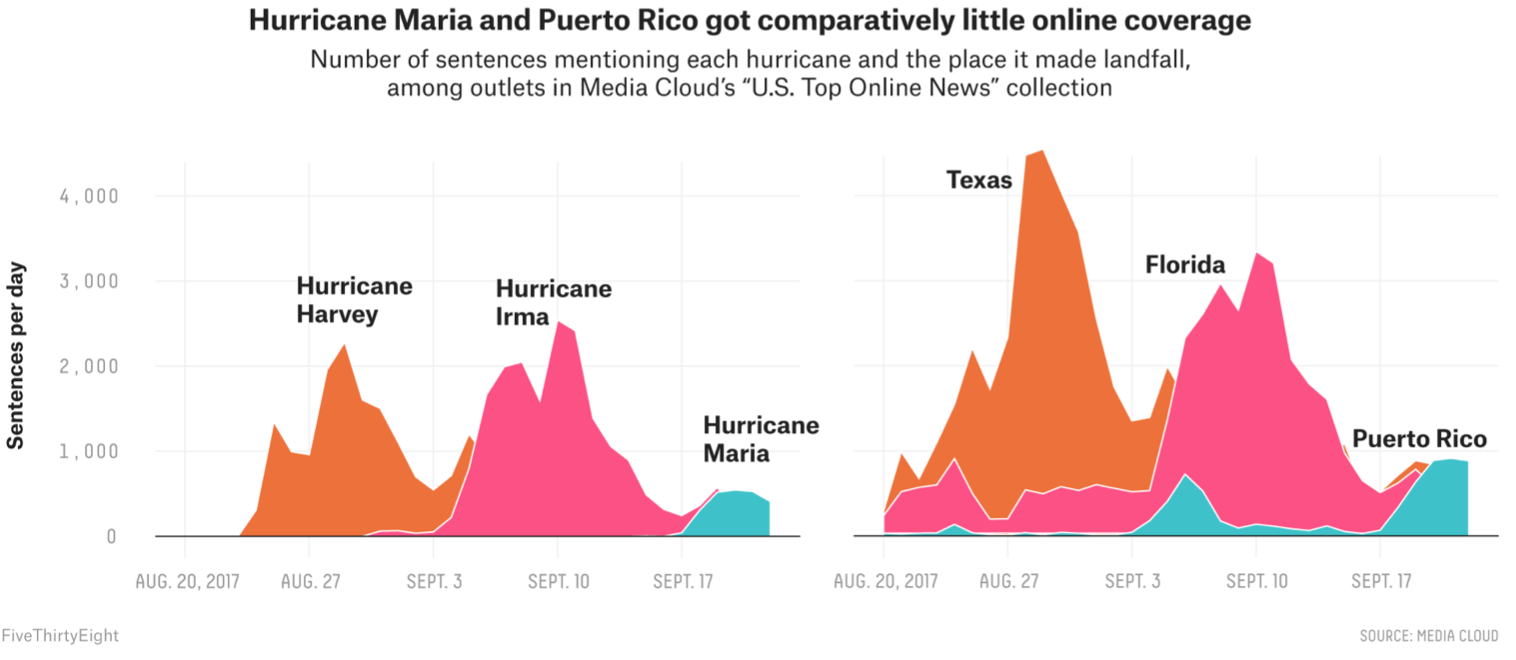 Hurricane Maria and Puerto Rico got comparatively little online coverage
Number of sentences mentioning each hurricane and the place it made landfall,
among outlets in Media Cloud's “U.S. Top Online News” collection
Sentences per day
4,000
3,000
2,000
1,000
0
Hurricane
Harvey
Hurricane
Irma
Hurricane
Maria
AUG. 20, 2017
AUG. 27
SEPT. 3
SEPT. 10
SEPT. 17
Texas
Florida
Puerto Rico
AUG. 20, 2017
AUG. 27
SEPT. 3
SEPT. 10
SEPT. 17
FiveThirtyEight
SOURCE: MEDIA CLOUD